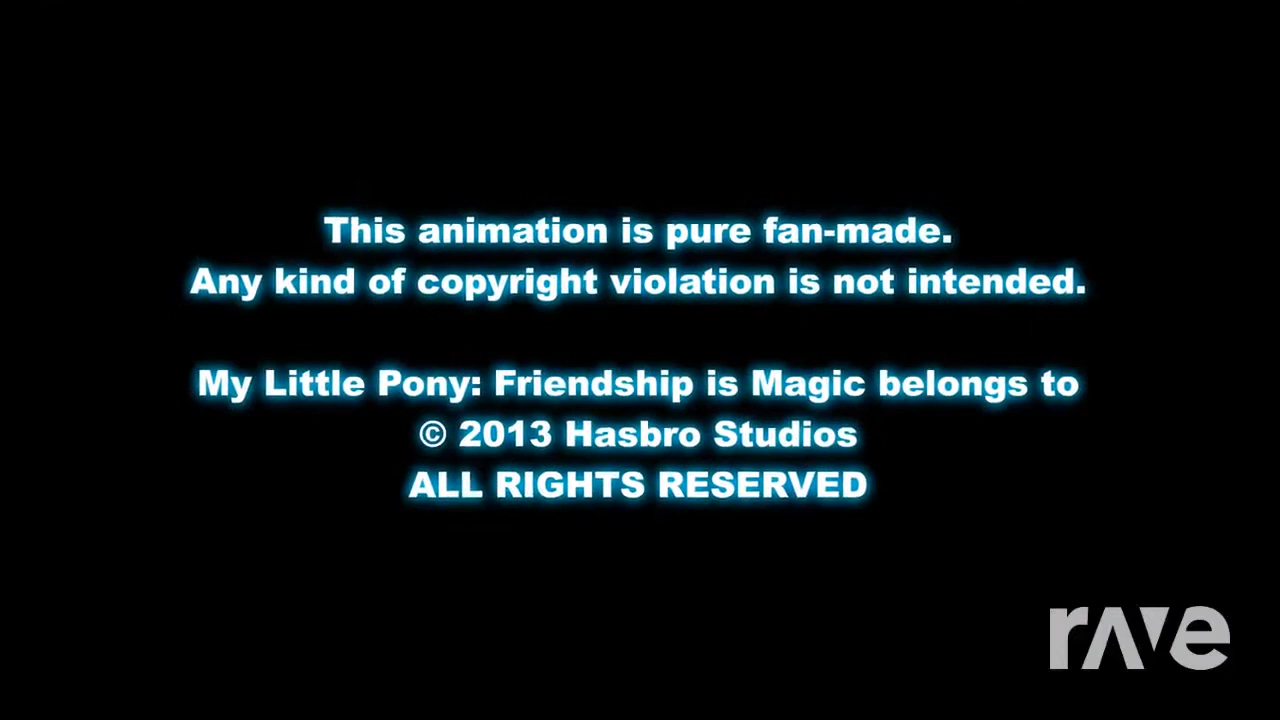 This animation is pure fan-made.
Any kind of copyright violation is not intended.
My Little Pony: Friendship is Magic belongs to
© 2013 Hasbro Studios
ALL RIGHTS RESERVED
rave